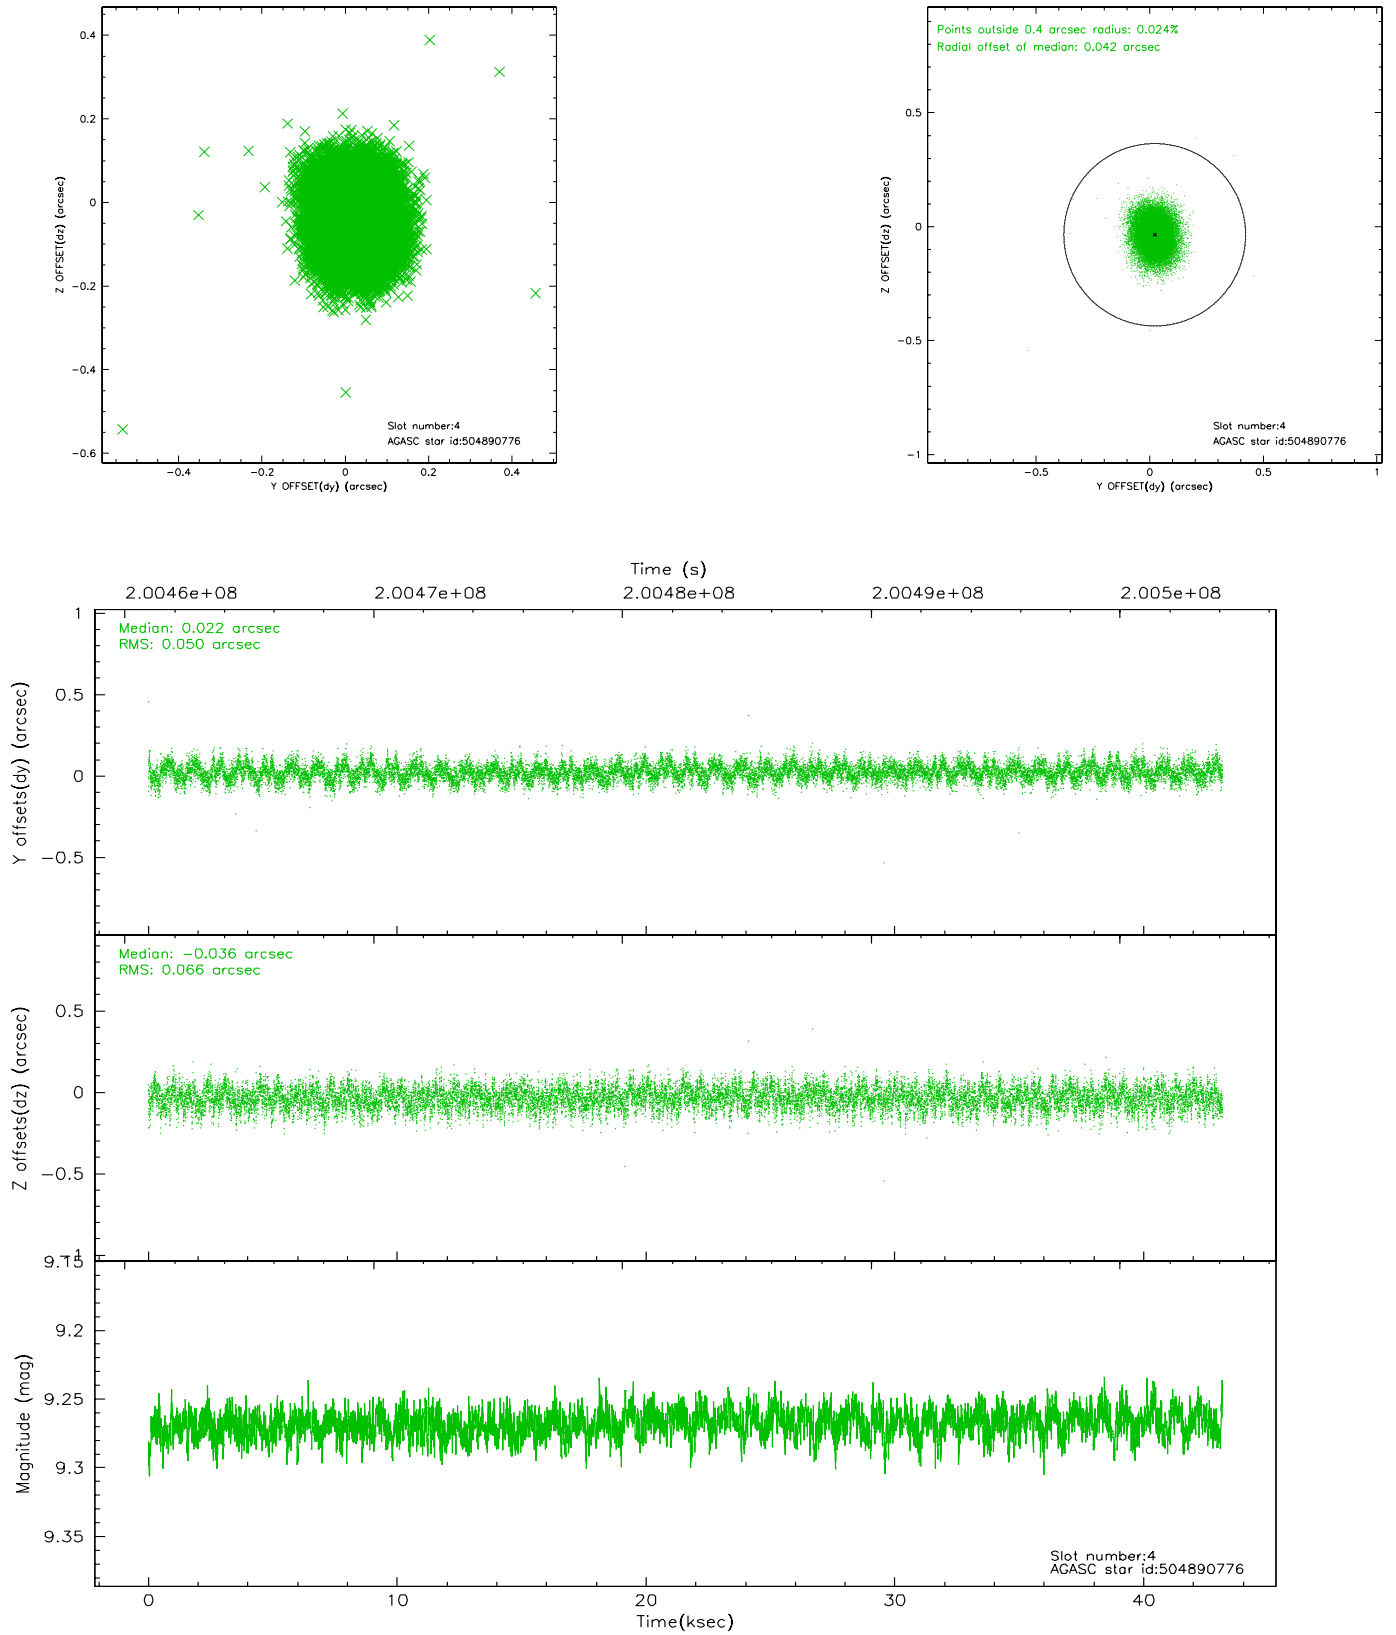 0.4
0.2
0
−0.2
−0.4
−0.6
Z OFFSET(dz) (arcsec)
−0.4
−0.2
0
0.2
0.4
Y OFFSET(dy) (arcsec)
Slot number:4
AGASC star id:504890776
Points outside 0.4 arcsec radius: 0.024%
Radial offset of median: 0.042 arcsec
0.5
0
−0.5
−1
Z OFFSET(dz) (arcsec)
−0.5
0
0.5
1
Y OFFSET(dy) (arcsec)
Slot number:4
AGASC star id:504890776
Time (s)
2.0046e+08
2.0047e+08
2.0048e+08
2.0049e+08
2.005e+08
Median: 0.022 arcsec
RMS: 0.050 arcsec
1
0.5
0
−0.5
Y offsets(dy) (arcsec)
Median: −0.036 arcsec
RMS: 0.066 arcsec
0.5
0
−0.5
−1
Z offsets(dz) (arcsec)
9.15
9.2
9.25
9.3
9.35
Magnitude (mag)
Slot number:4
AGASC star id:504890776
0
10
20
30
40
Time(ksec)